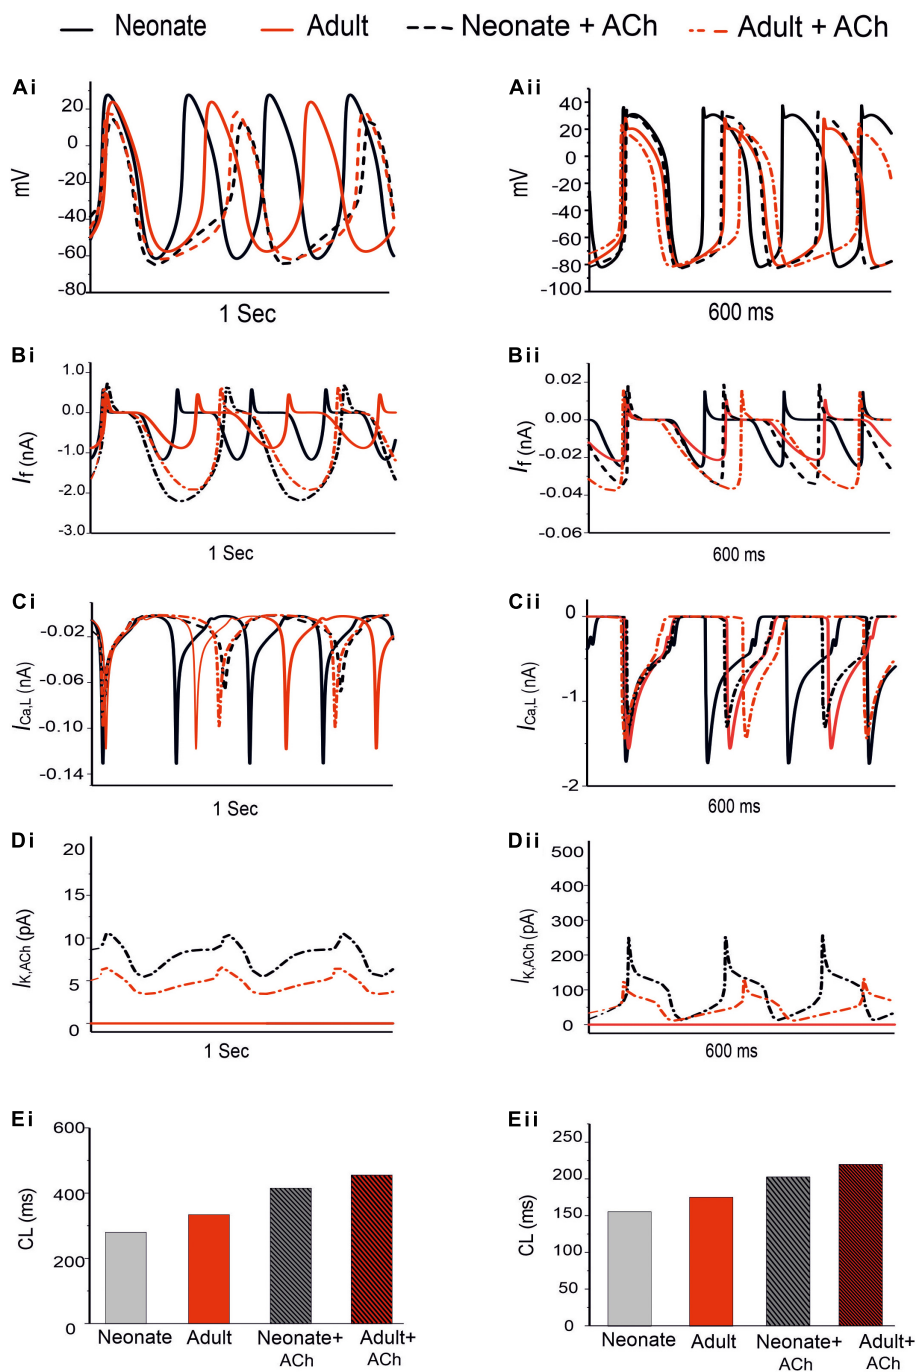 Neonate Adult Neonate + ACh Adult + ACh
Ai
20
0
-20
-40
-60
-80
mV
1 Sec
Aii
40
20
0
-20
-40
-60
-80
-100
mV
600 ms
Bi
1.0
0.0
-1.0
-2.0
-3.0
If (nA)
1 Sec
Bii
0.02
0.00
-0.02
-0.04
-0.06
If (nA)
600 ms
Ci
-0.02
-0.06
-0.10
-0.14
ICa,L (nA)
1 Sec
Cii
0
-1
-2
ICa,L (nA)
600 ms
Di
20
15
10
5
0
IK,ACh (pA)
1 Sec
Dii
500
400
300
250
100
0
IK,ACh (pA)
600 ms
Ei
600
400
200
0
CL (ms)
Neonate Adult Neonate+ Adult+
ACh ACh
Eii
250
200
150
100
50
0
CL (ms)
Neonate Adult Neonate+ Adult+
ACh ACh